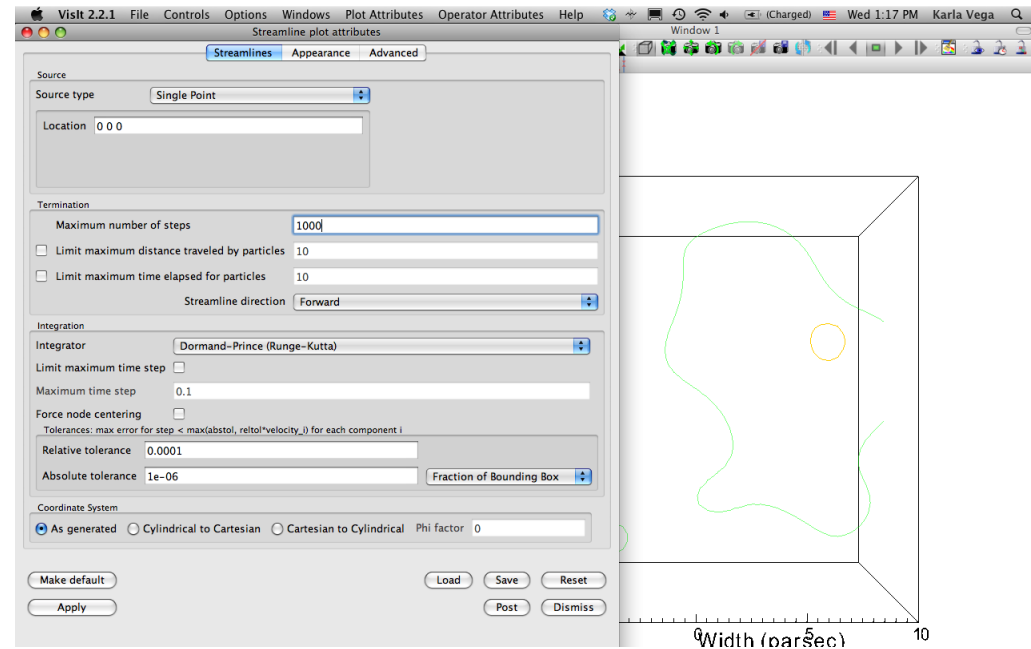 VisIt 2.2.1 File Controls Options Windows Plot Attributes Operator Attributes Help (Charged) Wed 1:17 PM Karla Vega
Streamline plot attributes
Window 1
Streamlines Appearance Advanced
Source
Source type Single Point
Location 0 0 0
Termination
Maximum number of steps 1000
Limit maximum distance traveled by particles 10
Limit maximum time elapsed for particles 10
Streamline direction Forward
Integration
Integrator Dormand-Prince (Runge-Kutta)
Limit maximum time step
Maximum time step 0.1
Force node centering
Tolerances: max error for step < max(abstol, reltol*velocity_i) for each component i
Relative tolerance 0.0001
Absolute tolerance 1e-06 Fraction of Bounding Box
Coordinate System
As generated Cylindrical to Cartesian Cartesian to Cylindrical Phi factor 0
Make default Load Save Reset
Apply Post Dismiss
0 5 10
Width (parsec)